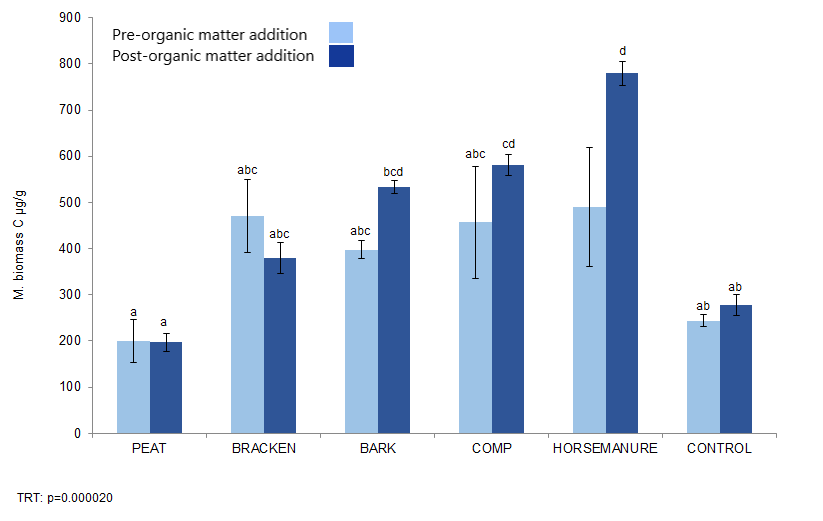 900
Pre-organic matter addition
Post-organic matter addition
800
700
600
500
400
300
200
100
0
M. biomass C µg/g
a
a
abc
abc
abc
bcd
abc
cd
d
ab
ab
PEAT
BRACKEN
BARK
COMP
HORSEMANURE
CONTROL
TRT: p=0.000020